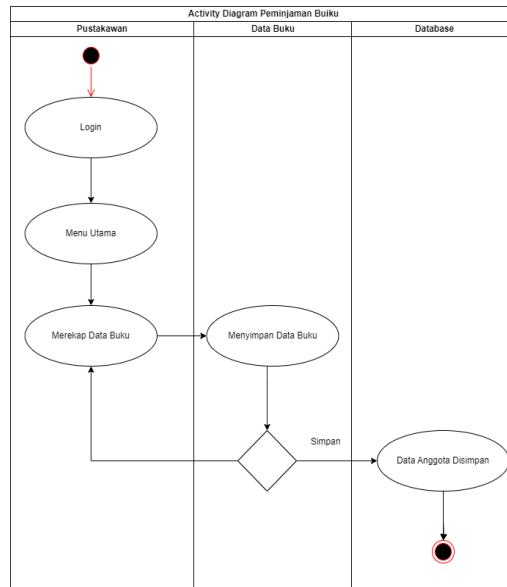 Activity Diagram Peminjaman Buiku
Pustakawan
Data Buku
Database
Login
Menu Utama
Merekap Data Buku
Menyimpan Data Buku
Simpan
Data Anggota Disimpan